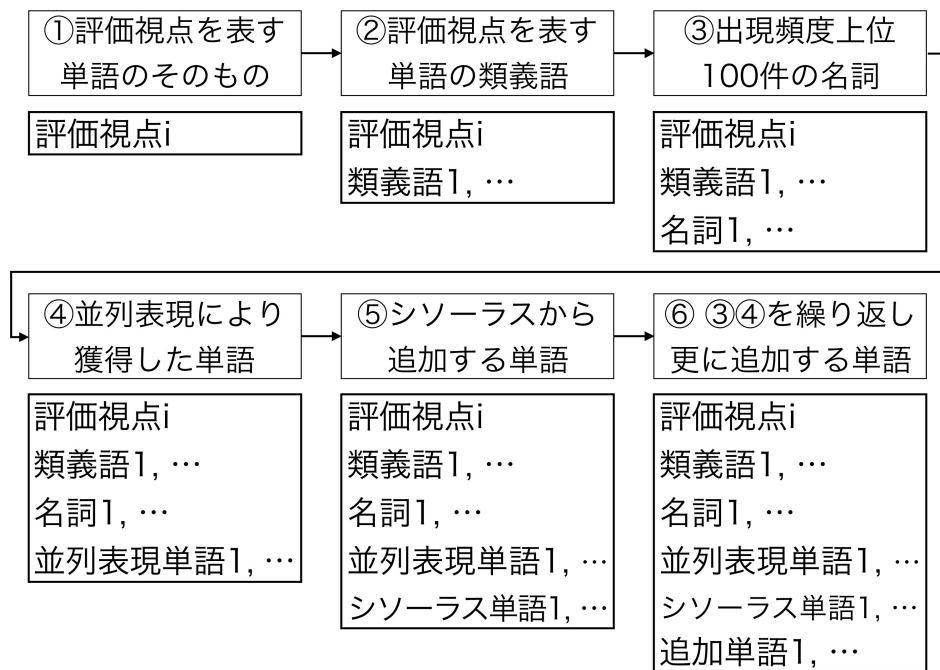 ①評価視点を表す
単語のそのもの
評価視点i
②評価視点を表す
単語の類義語
評価視点i
類義語1, …
③出現頻度上位
100件の名詞
評価視点i
類義語1, …
名詞1, …
④並列表現により
獲得した単語
評価視点i
類義語1, …
名詞1, …
並列表現単語1, …
⑤シソーラスから
追加する単語
評価視点i
類義語1, …
名詞1, …
並列表現単語1, …
シソーラス単語1, …
⑥ ③④を繰り返し
更に追加する単語
評価視点i
類義語1, …
名詞1, …
並列表現単語1, …
シソーラス単語1, …
追加単語1, …